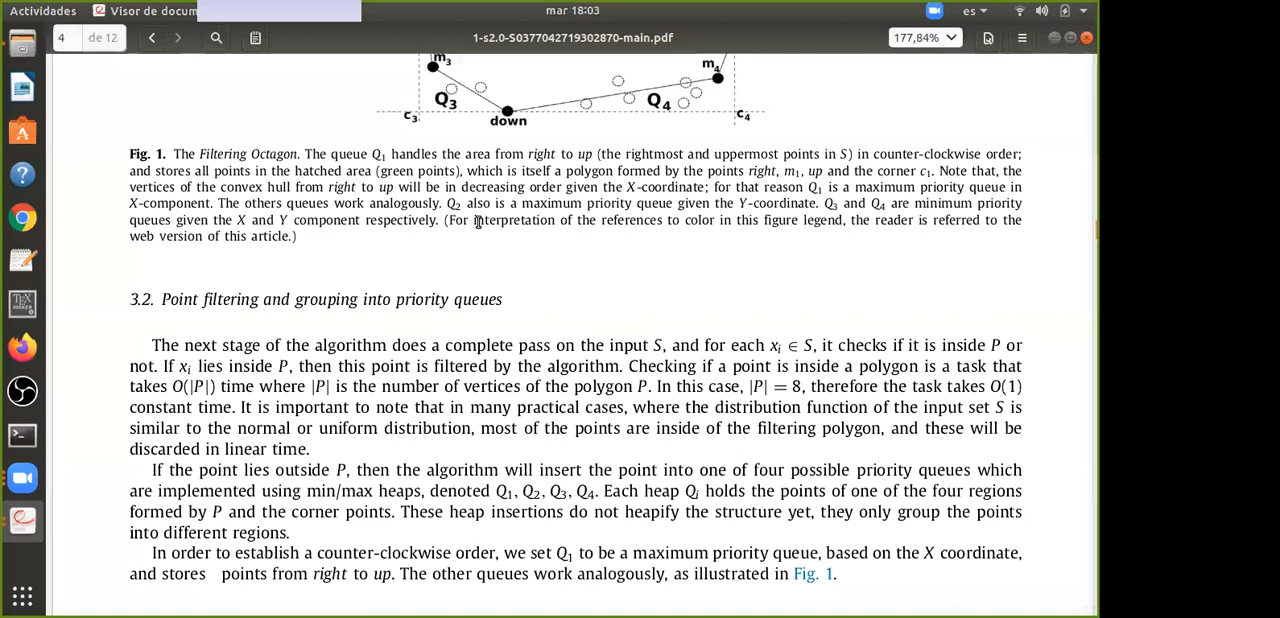 Actividades Visor de docum mar 18:03 es
4 de 12 1-s2.0-S0377042719302870-main.pdf 177,84%
m3 m4
Q3 Q4
c3 down c4
Fig. 1. The Filtering Octagon. The queue Q1 handles the area from right to up (the rightmost and uppermost points in S) in counter-clockwise order;
and stores all points in the hatched area (green points), which is itself a polygon formed by the points right, m1, up and the corner c1. Note that, the
vertices of the convex hull from right to up will be in decreasing order given the X-coordinate; for that reason Q1 is a maximum priority queue in
X-component. The others queues work analogously. Q2 also is a maximum priority queue given the Y-coordinate. Q3 and Q4 are minimum priority
queues given the X and Y component respectively. (For interpretation of the references to color in this figure legend, the reader is referred to the
web version of this article.)
3.2. Point filtering and grouping into priority queues
The next stage of the algorithm does a complete pass on the input S, and for each xi ∈ S, it checks if it is inside P or
not. If xi lies inside P, then this point is filtered by the algorithm. Checking if a point is inside a polygon is a task that
takes O(|P|) time where |P| is the number of vertices of the polygon P. In this case, |P| = 8, therefore the task takes O(1)
constant time. It is important to note that in many practical cases, where the distribution function of the input set S is
similar to the normal or uniform distribution, most of the points are inside of the filtering polygon, and these will be
discarded in linear time.
If the point lies outside P, then the algorithm will insert the point into one of four possible priority queues which
are implemented using min/max heaps, denoted Q1, Q2, Q3, Q4. Each heap Qi holds the points of one of the four regions
formed by P and the corner points. These heap insertions do not heapify the structure yet, they only group the points
into different regions.
In order to establish a counter-clockwise order, we set Q1 to be a maximum priority queue, based on the X coordinate,
and stores points from right to up. The other queues work analogously, as illustrated in Fig. 1.